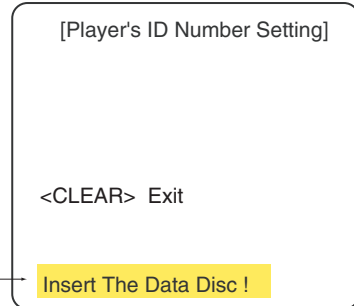 [Player's ID Number Setting]
<CLEAR> Exit
Insert The Data Disc !